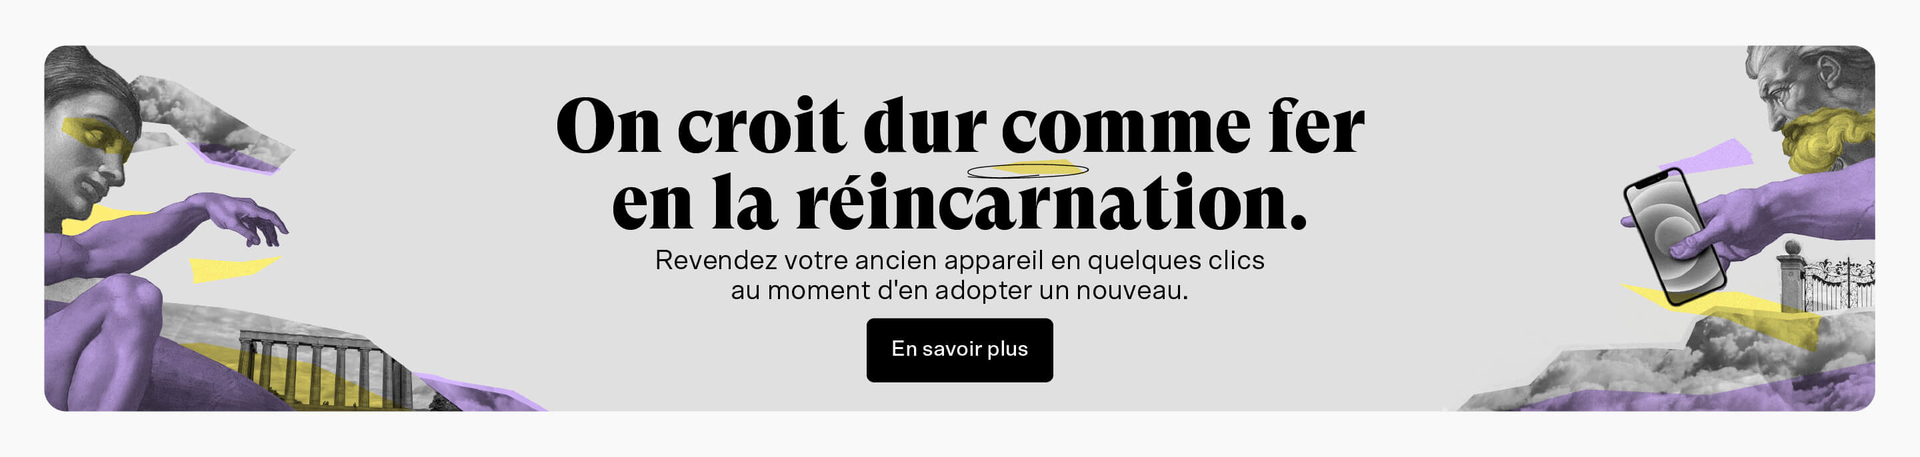 On croit dur comme fer
en la réincarnation.
Revendez votre ancien appareil en quelques clics
au moment d'en adopter un nouveau.
En savoir plus